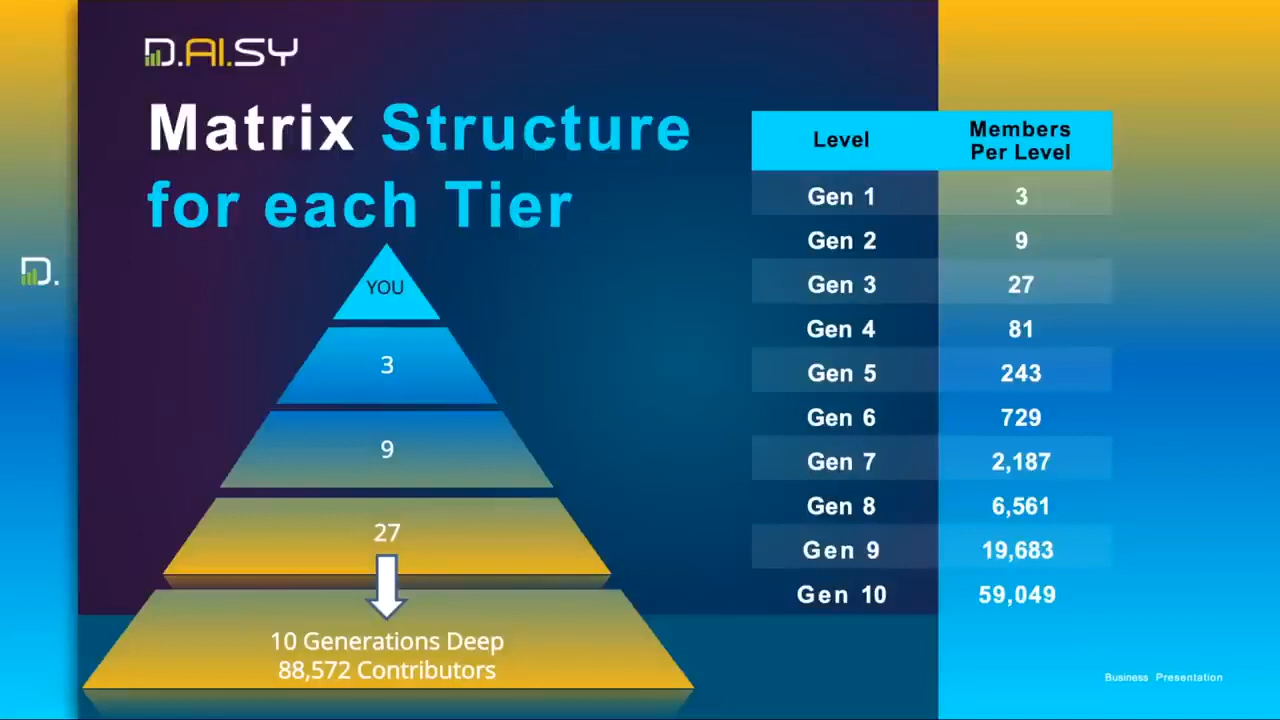 D.AI.SY
Matrix Structure
for each Tier
D.
YOU
3
9
27
10 Generations Deep
88,572 Contributors
Level Members Per Level
Gen 1 3
Gen 2 9
Gen 3 27
Gen 4 81
Gen 5 243
Gen 6 729
Gen 7 2,187
Gen 8 6,561
Gen 9 19,683
Gen 10 59,049
Business Presentation